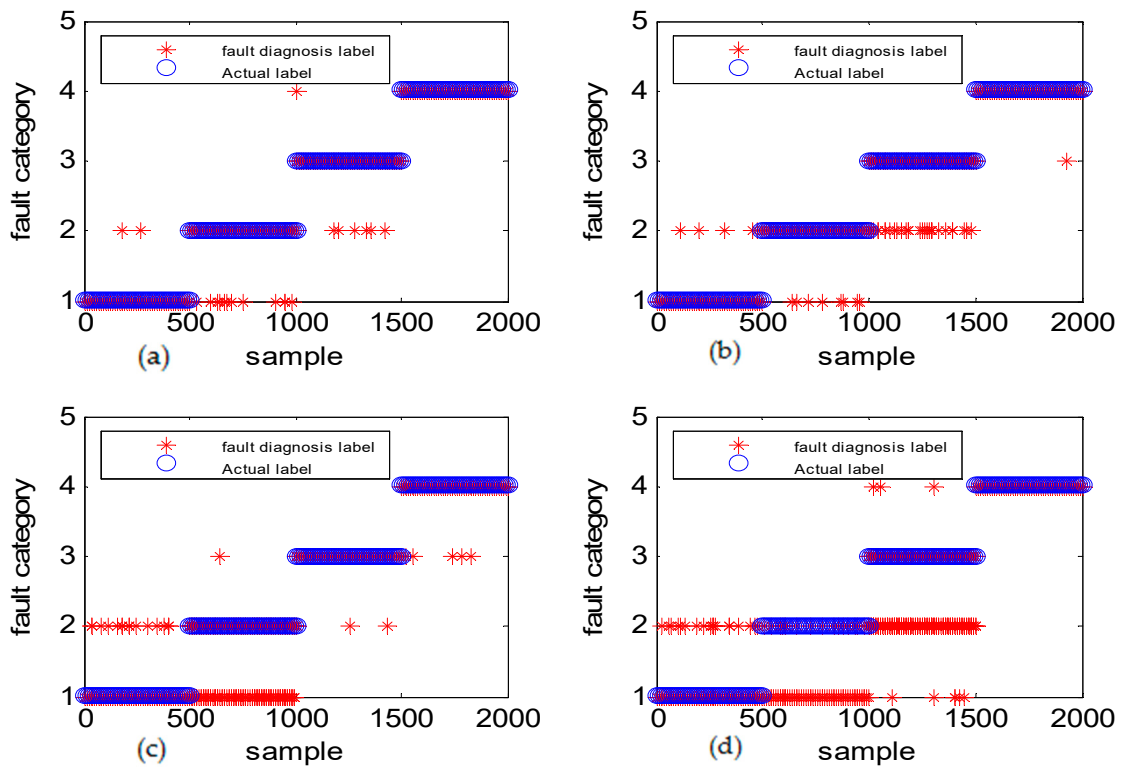 5
fault diagnosis label
Actual label
4
3
2
1
fault category
0 500 1000 1500 2000
(a) sample
5
fault diagnosis label
Actual label
4
3
2
1
fault category
0 500 1000 1500 2000
(b) sample
5
fault diagnosis label
Actual label
4
3
2
1
fault category
0 500 1000 1500 2000
(c) sample
5
fault diagnosis label
Actual label
4
3
2
1
fault category
0 500 1000 1500 2000
(d) sample